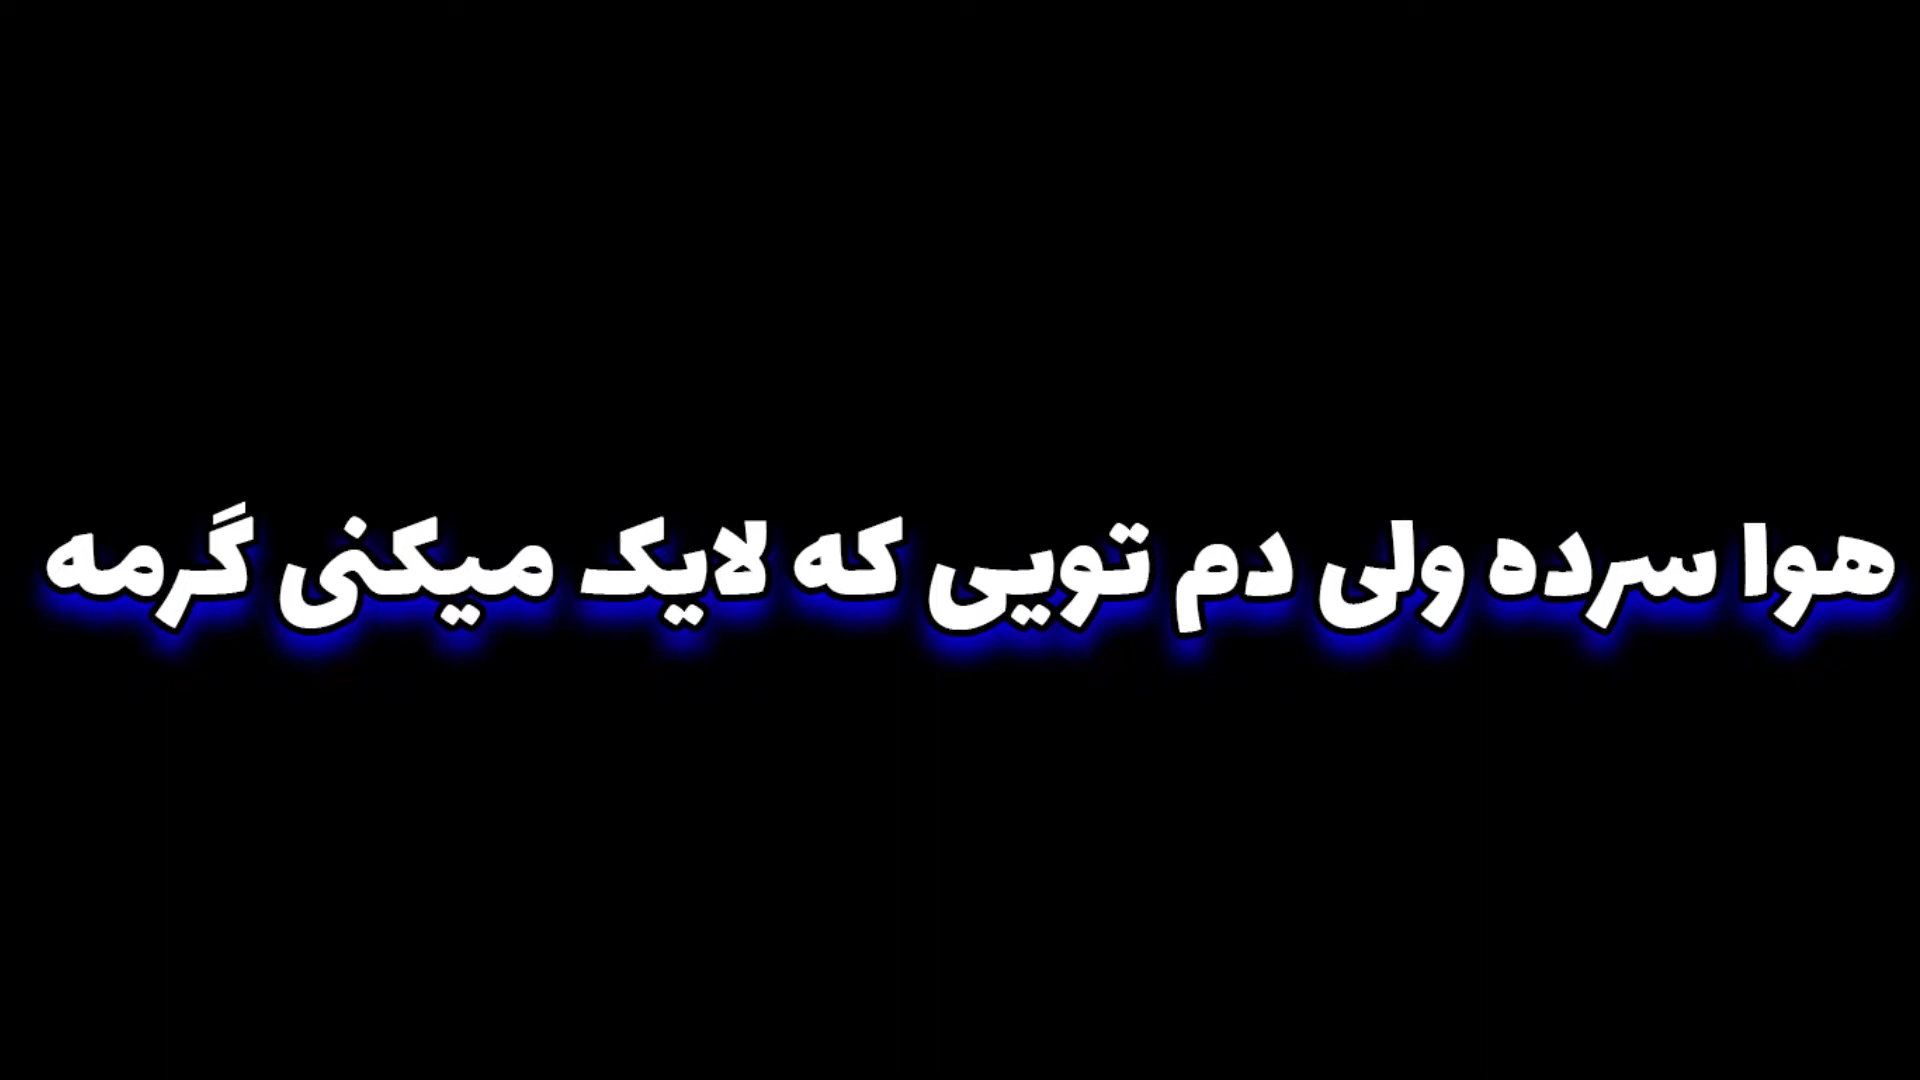 هوا سرده ولی دم تویی که لایک میکنی گرمه